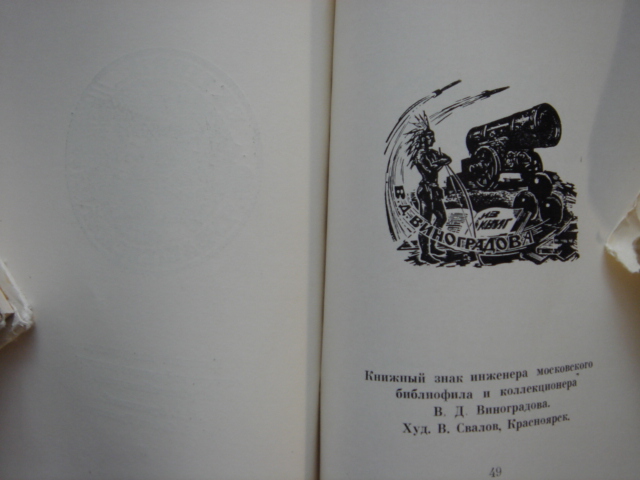 ИЗ
КНИГ
В.Д. ВИНОГРАДОВА
Книжный знак инженера московского
библиофила и коллекционера
В. Д. Виноградова.
Худ. В. Свалов, Красноярск.
49